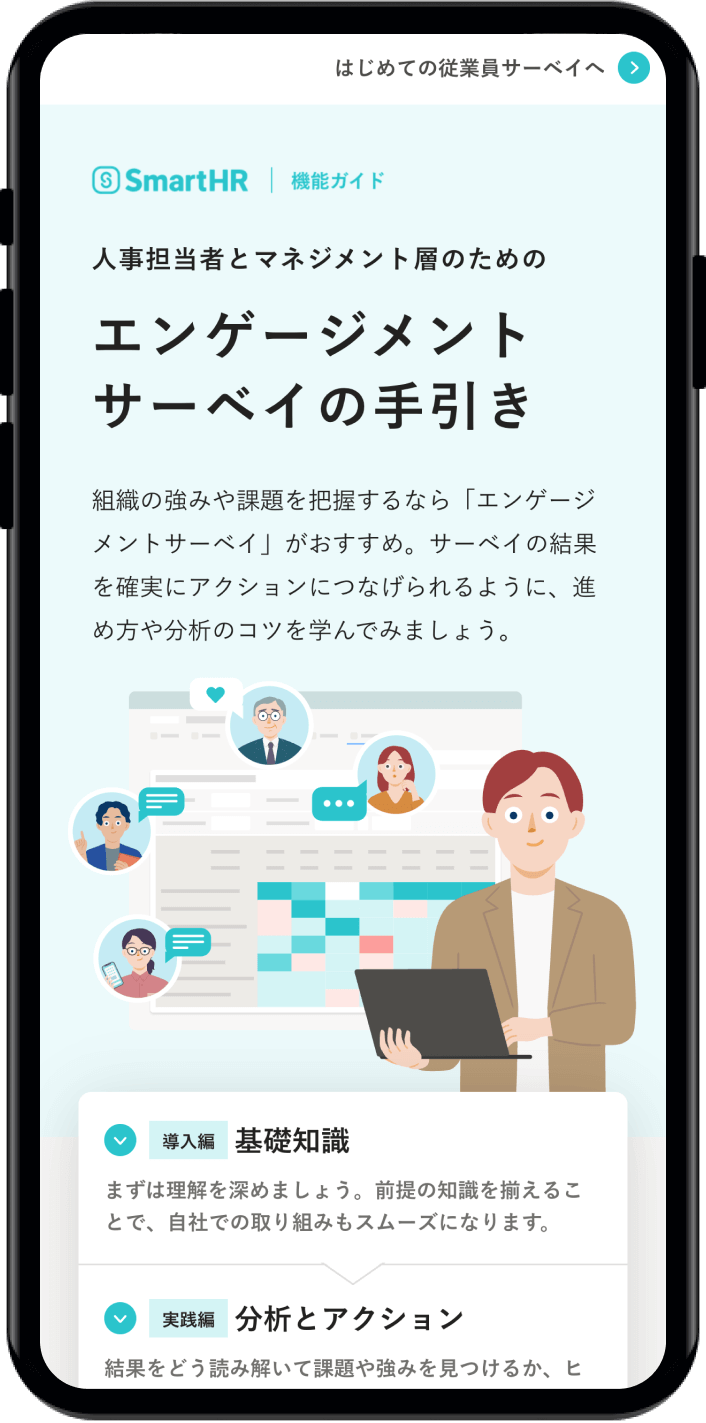 はじめての従業員サーベイへ
SmartHR 機能ガイド
人事担当者とマネジメント層のための
エンゲージメント
サーベイの手引き
組織の強みや課題を把握するなら「エンゲージ
メントサーベイ」がおすすめ。サーベイの結果
を確実にアクションにつなげられるように、進
め方や分析のコツを学んでみましょう。
導入編 基礎知識
まずは理解を深めましょう。前提の知識を揃えるこ
とで、自社での取り組みもスムーズになります。
実践編 分析とアクション
結果をどう読み解いて課題や強みを見つけるか、ヒ